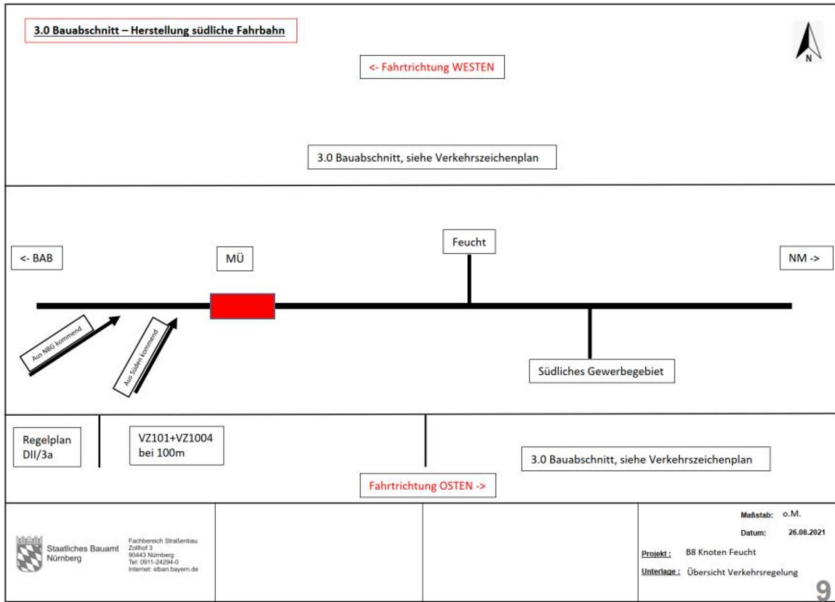 3.0 Bauabschnitt – Herstellung südliche Fahrbahn
N
<- Fahrtrichtung WESTEN
3.0 Bauabschnitt, siehe Verkehrszeichenplan
Feucht
<- BAB
MÜ
NM ->
Aus NBG kommend
Aus Süden kommend
Südliches Gewerbegebiet
Regelplan
DII/3a
VZ101+VZ1004
bei 100m
3.0 Bauabschnitt, siehe Verkehrszeichenplan
Fahrtrichtung OSTEN ->
Staatliches Bauamt
Nürnberg
Fachbereich Straßenbau
Zollhof 3
90443 Nürnberg
Tel: 0911-24294-0
Internet: stban.bayern.de
Maßstab: o.M.
Datum: 26.08.2021
Projekt : B8 Knoten Feucht
Unterlage : Übersicht Verkehrsregelung
9